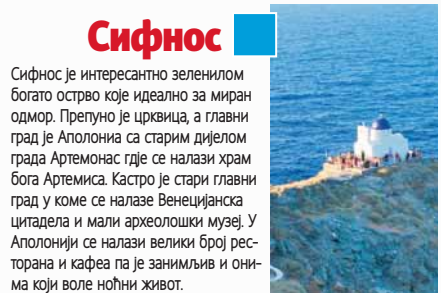 Сифнос
Сифнос је интересантно зеленилом
богато острво које идеално за миран
одмор. Препуно је црквица, а главни
град је Аполониа са старим дијелом
града Артемонас гдје се налази храм
бога Артемиса. Кастро је стари главни
град у коме се налазе Венецијанска
цитадела и мали археолошки музеј. У
Аполонији се налази велики број рес-
торана и кафеа па је занимљив и они-
ма који воле ноћни живот.